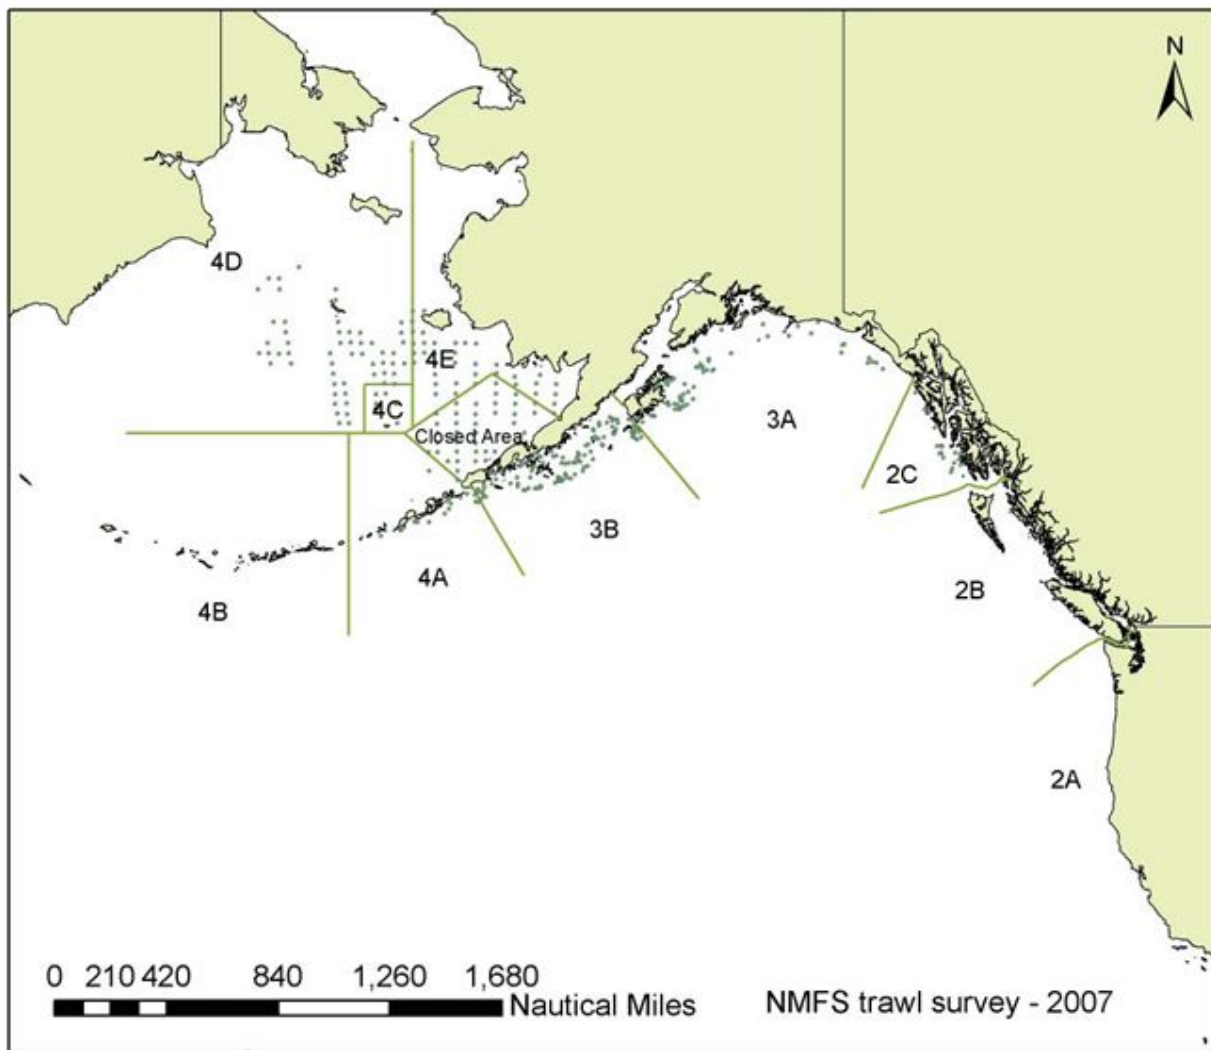 N
4D
4E
4C
Closed Area
3A
2C
3B
4A
2B
4B
2A
0 210 420 840 1,260 1,680
Nautical Miles
NMFS trawl survey - 2007